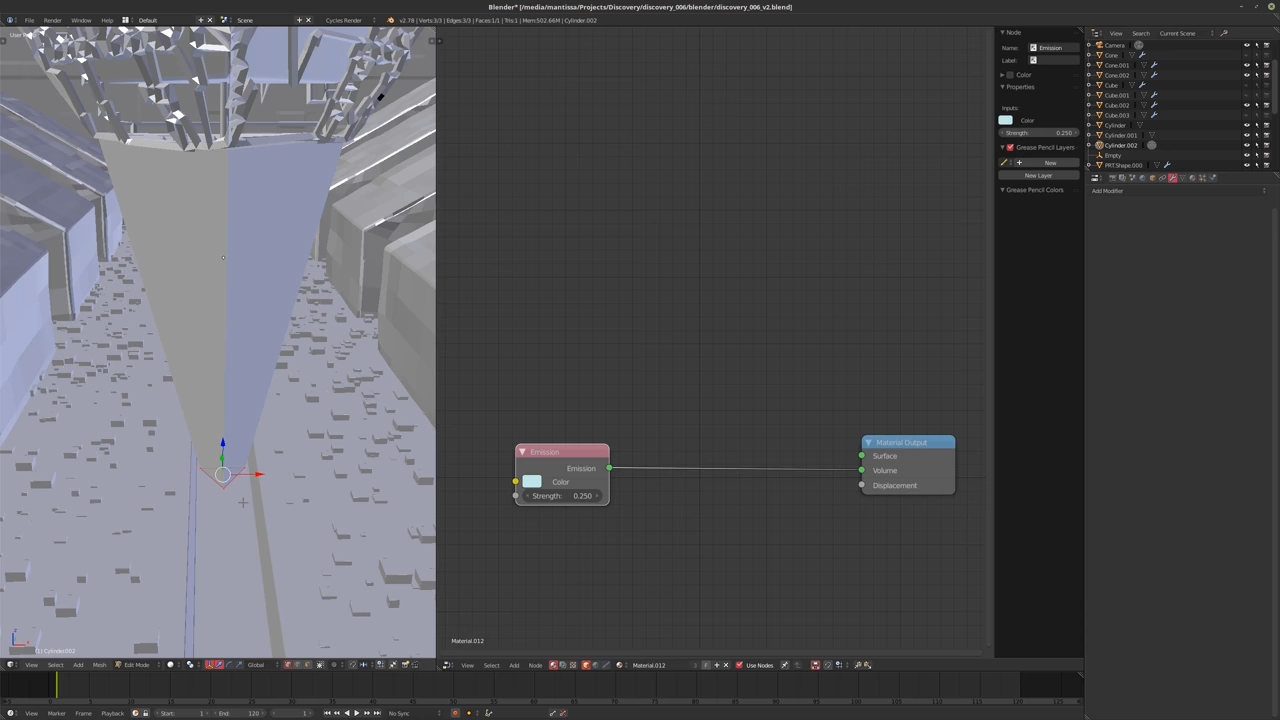 Blender* [/media/mantissa/Projects/Discovery/discovery_006/blender/discovery_006_v2.blend]
File Render Window Help Default Scene Cycles Render v2.78 | Verts:3/3 | Edges:3/3 | Faces:1/1 | Tris:1 | Mem:502.66M | Cylinder.002
View Search Current Scene
Camera
Cone
Cone.001
Cone.002
Cube
Cube.001
Cube.002
Cube.003
Cylinder
Cylinder.001
Cylinder.002
Empty
Add Modifier
Node
Name: Emission
Label:
Color
Properties
Inputs:
Color
Strength: 0.250
Grease Pencil Layers
New
New Layer
Grease Pencil Colors
Emission
Emission
Color
Strength: 0.250
Material Output
Surface
Volume
Displacement
Material.012
(1) Cylinder.002
View Select Add Mesh Edit Mode Global
View Select Add Node Material.012 F Use Nodes
View Marker Frame Playback Start: 1 End: 120 1 No Sync